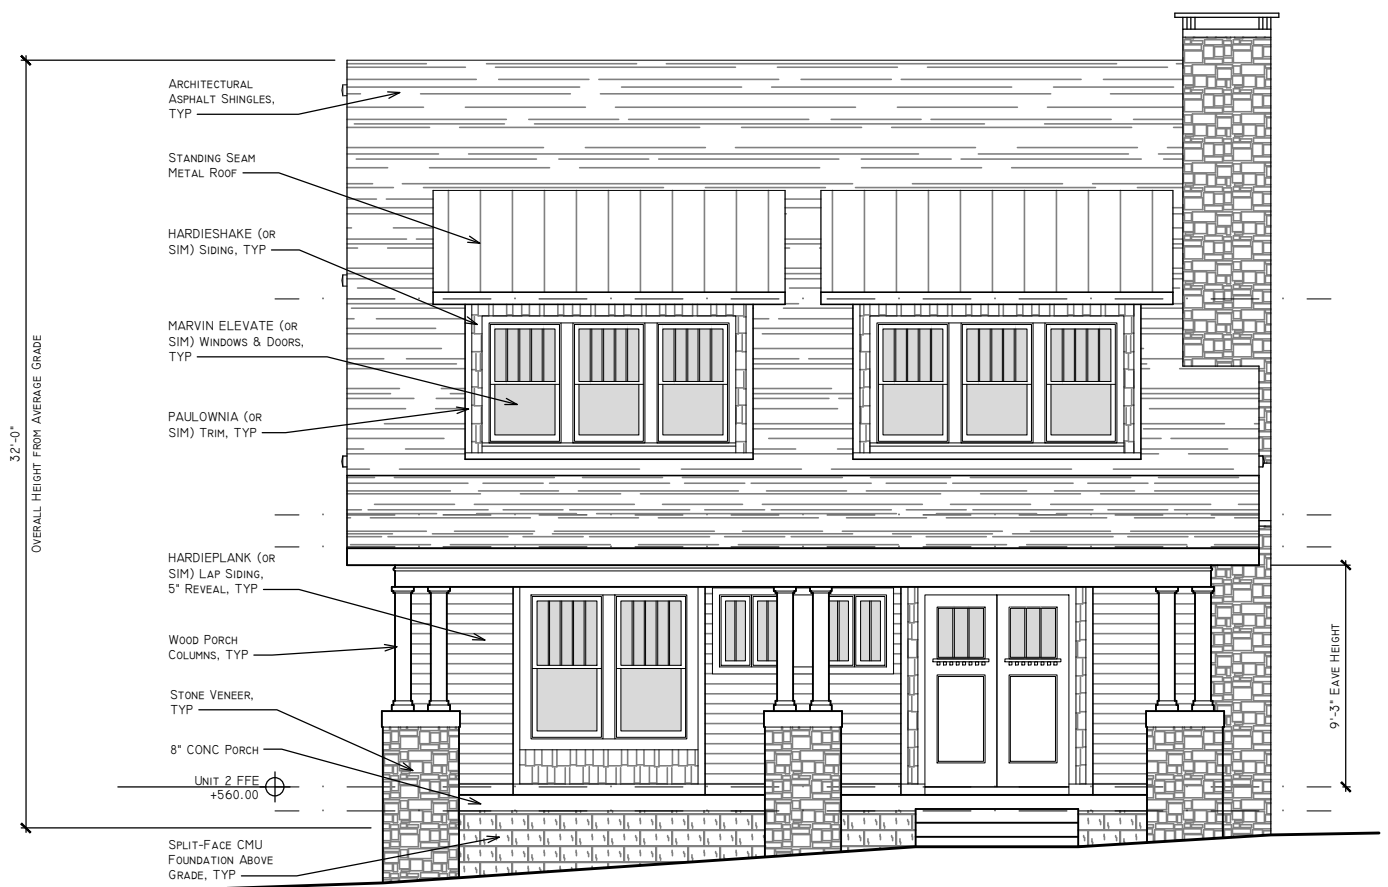 ARCHITECTURAL
ASPHALT SHINGLES,
TYP
STANDING SEAM
METAL ROOF
HARDIESHAKE (OR
SIM) SIDING, TYP
MARVIN ELEVATE (OR
SIM) WINDOWS & DOORS,
TYP
PAULOWNIA (OR
SIM) TRIM, TYP
32'-0"
OVERALL HEIGHT FROM AVERAGE GRADE
HARDIEPLANK (OR
SIM) LAP SIDING,
5" REVEAL, TYP
WOOD PORCH
COLUMNS, TYP
STONE VENEER,
TYP
8" CONC PORCH
UNIT 2 FFE
+560.00
SPLIT-FACE CMU
FOUNDATION ABOVE
GRADE, TYP
9'-3" EAVE HEIGHT